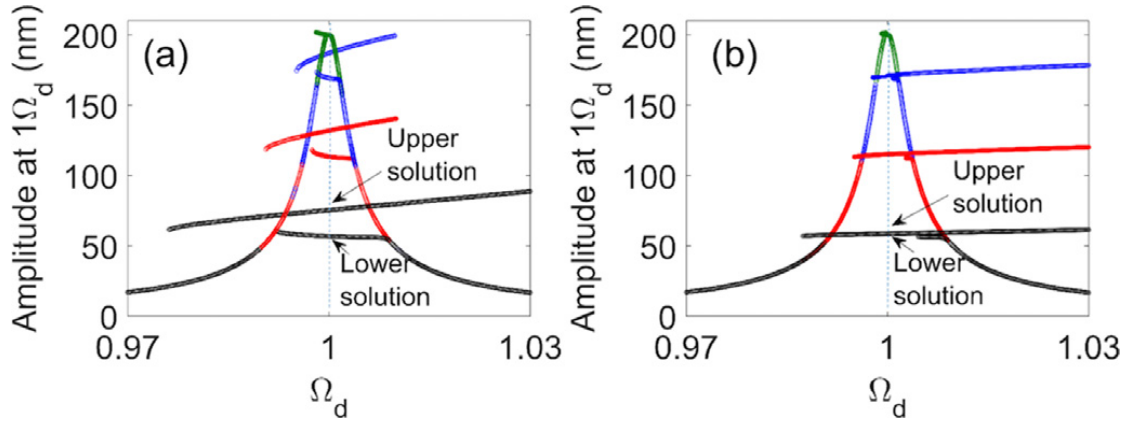 (a)
Amplitude at 1Ω_d (nm)
200
150
100
50
0
Upper
solution
Lower
solution
0.97
1
1.03
Ω_d
(b)
Amplitude at 1Ω_d (nm)
200
150
100
50
0
Upper
solution
Lower
solution
0.97
1
1.03
Ω_d